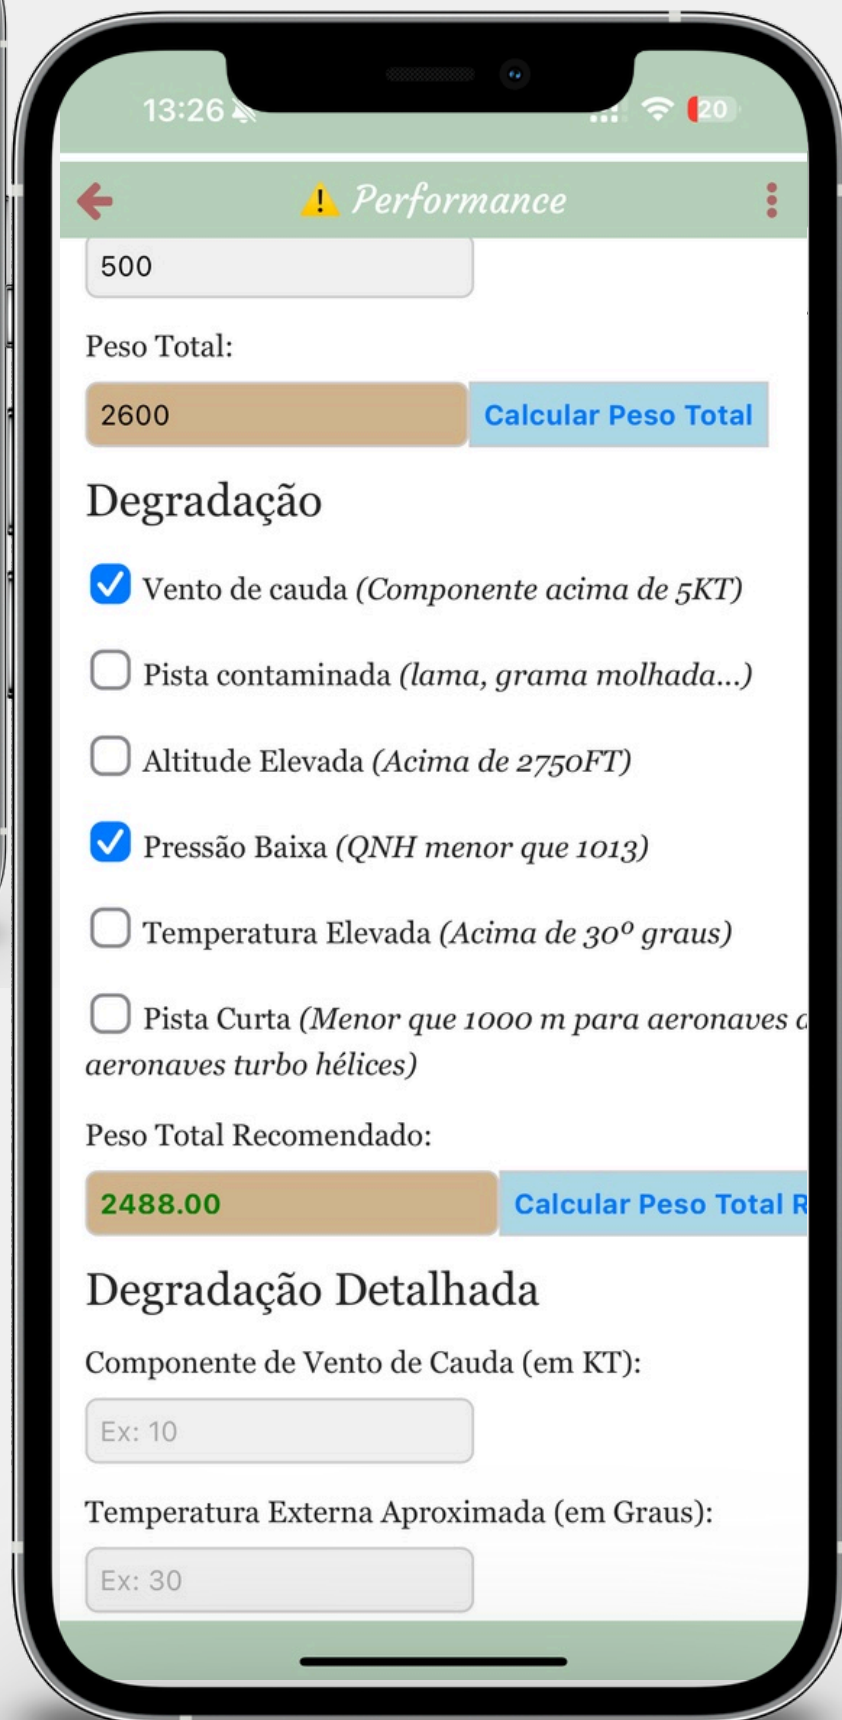 13:26
20
⚠️ Performance
500
Peso Total:
2600
Calcular Peso Total
Degradação
Vento de cauda (Componente acima de 5KT)
Pista contaminada (lama, grama molhada...)
Altitude Elevada (Acima de 2750FT)
Pressão Baixa (QNH menor que 1013)
Temperatura Elevada (Acima de 30º graus)
Pista Curta (Menor que 1000 m para aeronaves
aeronaves turbo hélices)
Peso Total Recomendado:
2488.00
Calcular Peso Total R
Degradação Detalhada
Componente de Vento de Cauda (em KT):
Ex: 10
Temperatura Externa Aproximada (em Graus):
Ex: 30